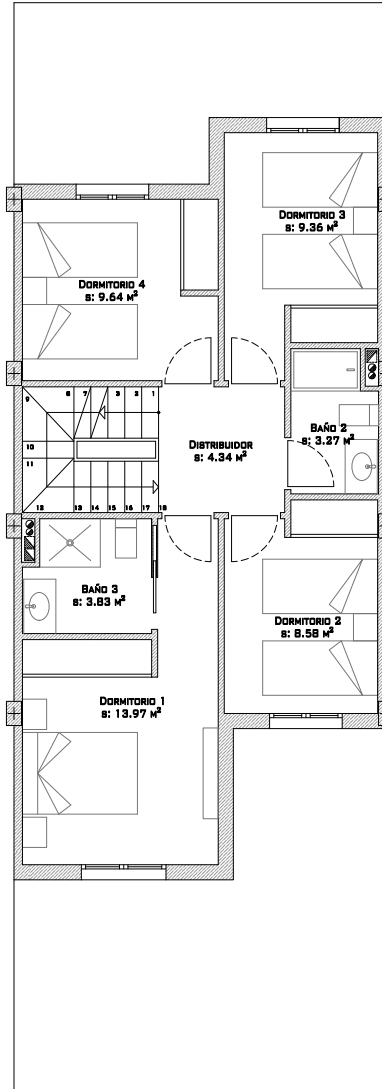 Dormitorio 3
s: 9.36 m²
Dormitorio 4
s: 9.64 m²
9
8
7
6
5
3
2
1
10
11
Distribuidor
s: 4.34 m²
Baño 2
s: 3.27 m²
12
13
14
15
16
17
18
Baño 3
s: 3.83 m²
Dormitorio 2
s: 8.58 m²
Dormitorio 1
s: 13.97 m²